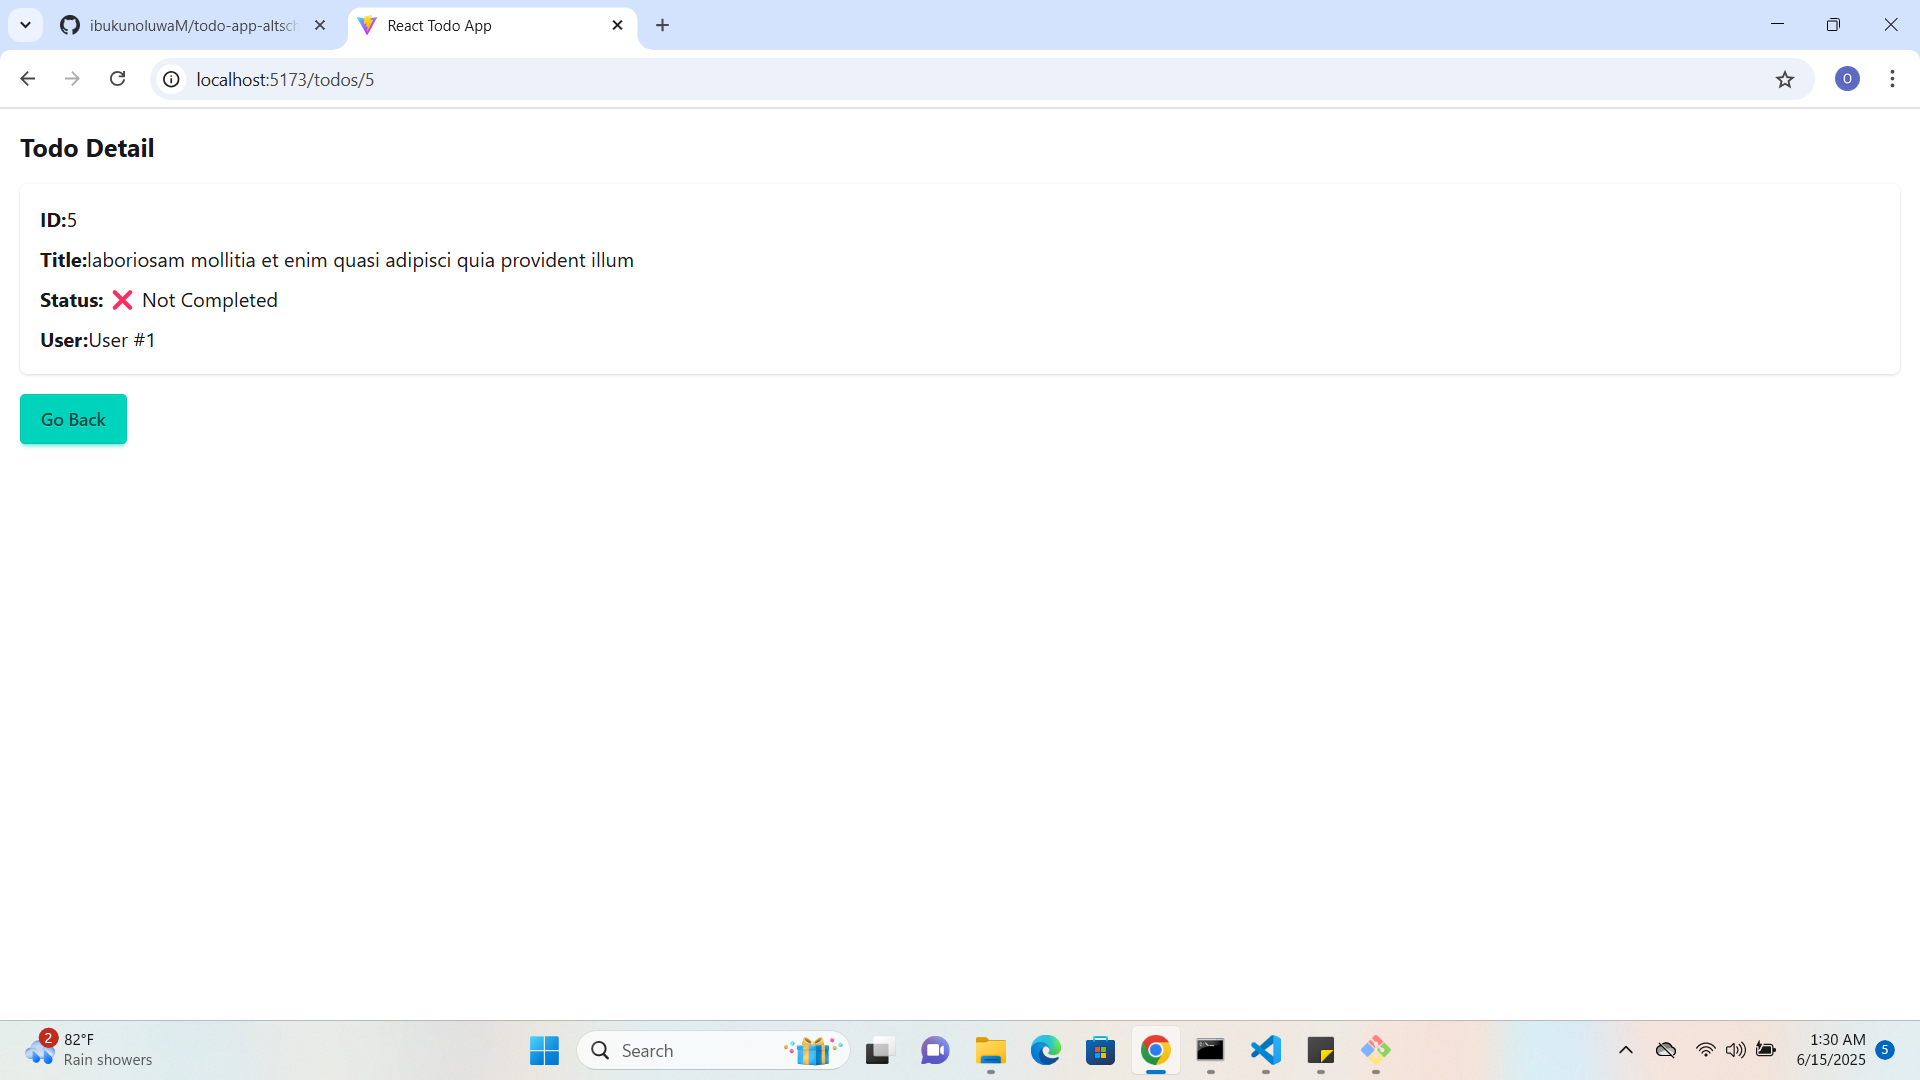 ibukunoluwaM/todo-app-altsch
React Todo App
localhost:5173/todos/5
O
Todo Detail
ID:5
Title:laboriosam mollitia et enim quasi adipisci quia provident illum
Status: ❌ Not Completed
User:User #1
Go Back
2
82°F
Rain showers
Search
1:30 AM
6/15/2025
5